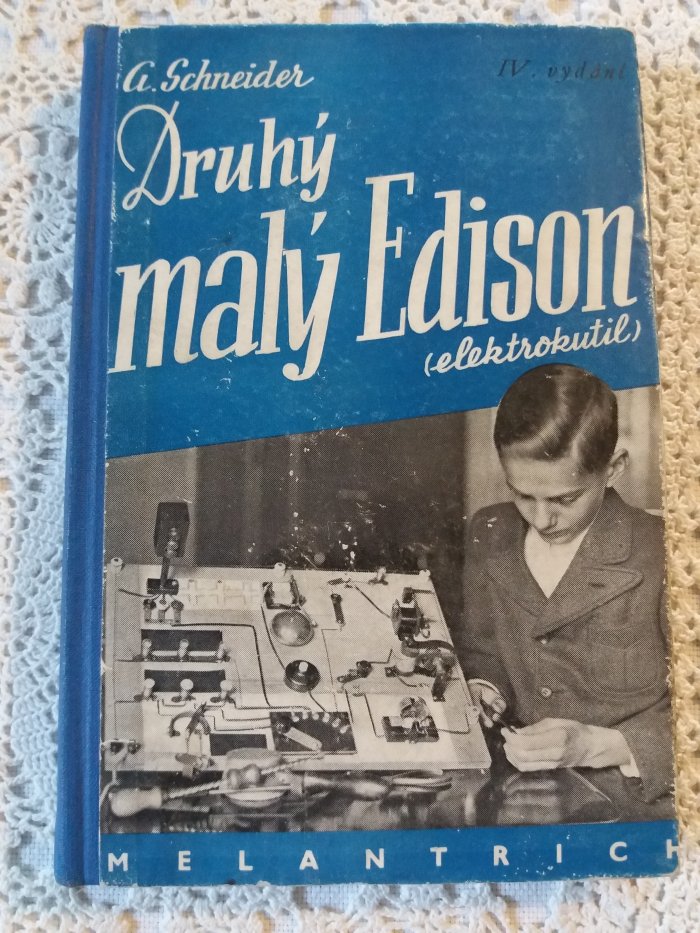 G. Schneider
IV. vydání
Druhý
malý Edison
(elektrokutil)
MELANTRICH